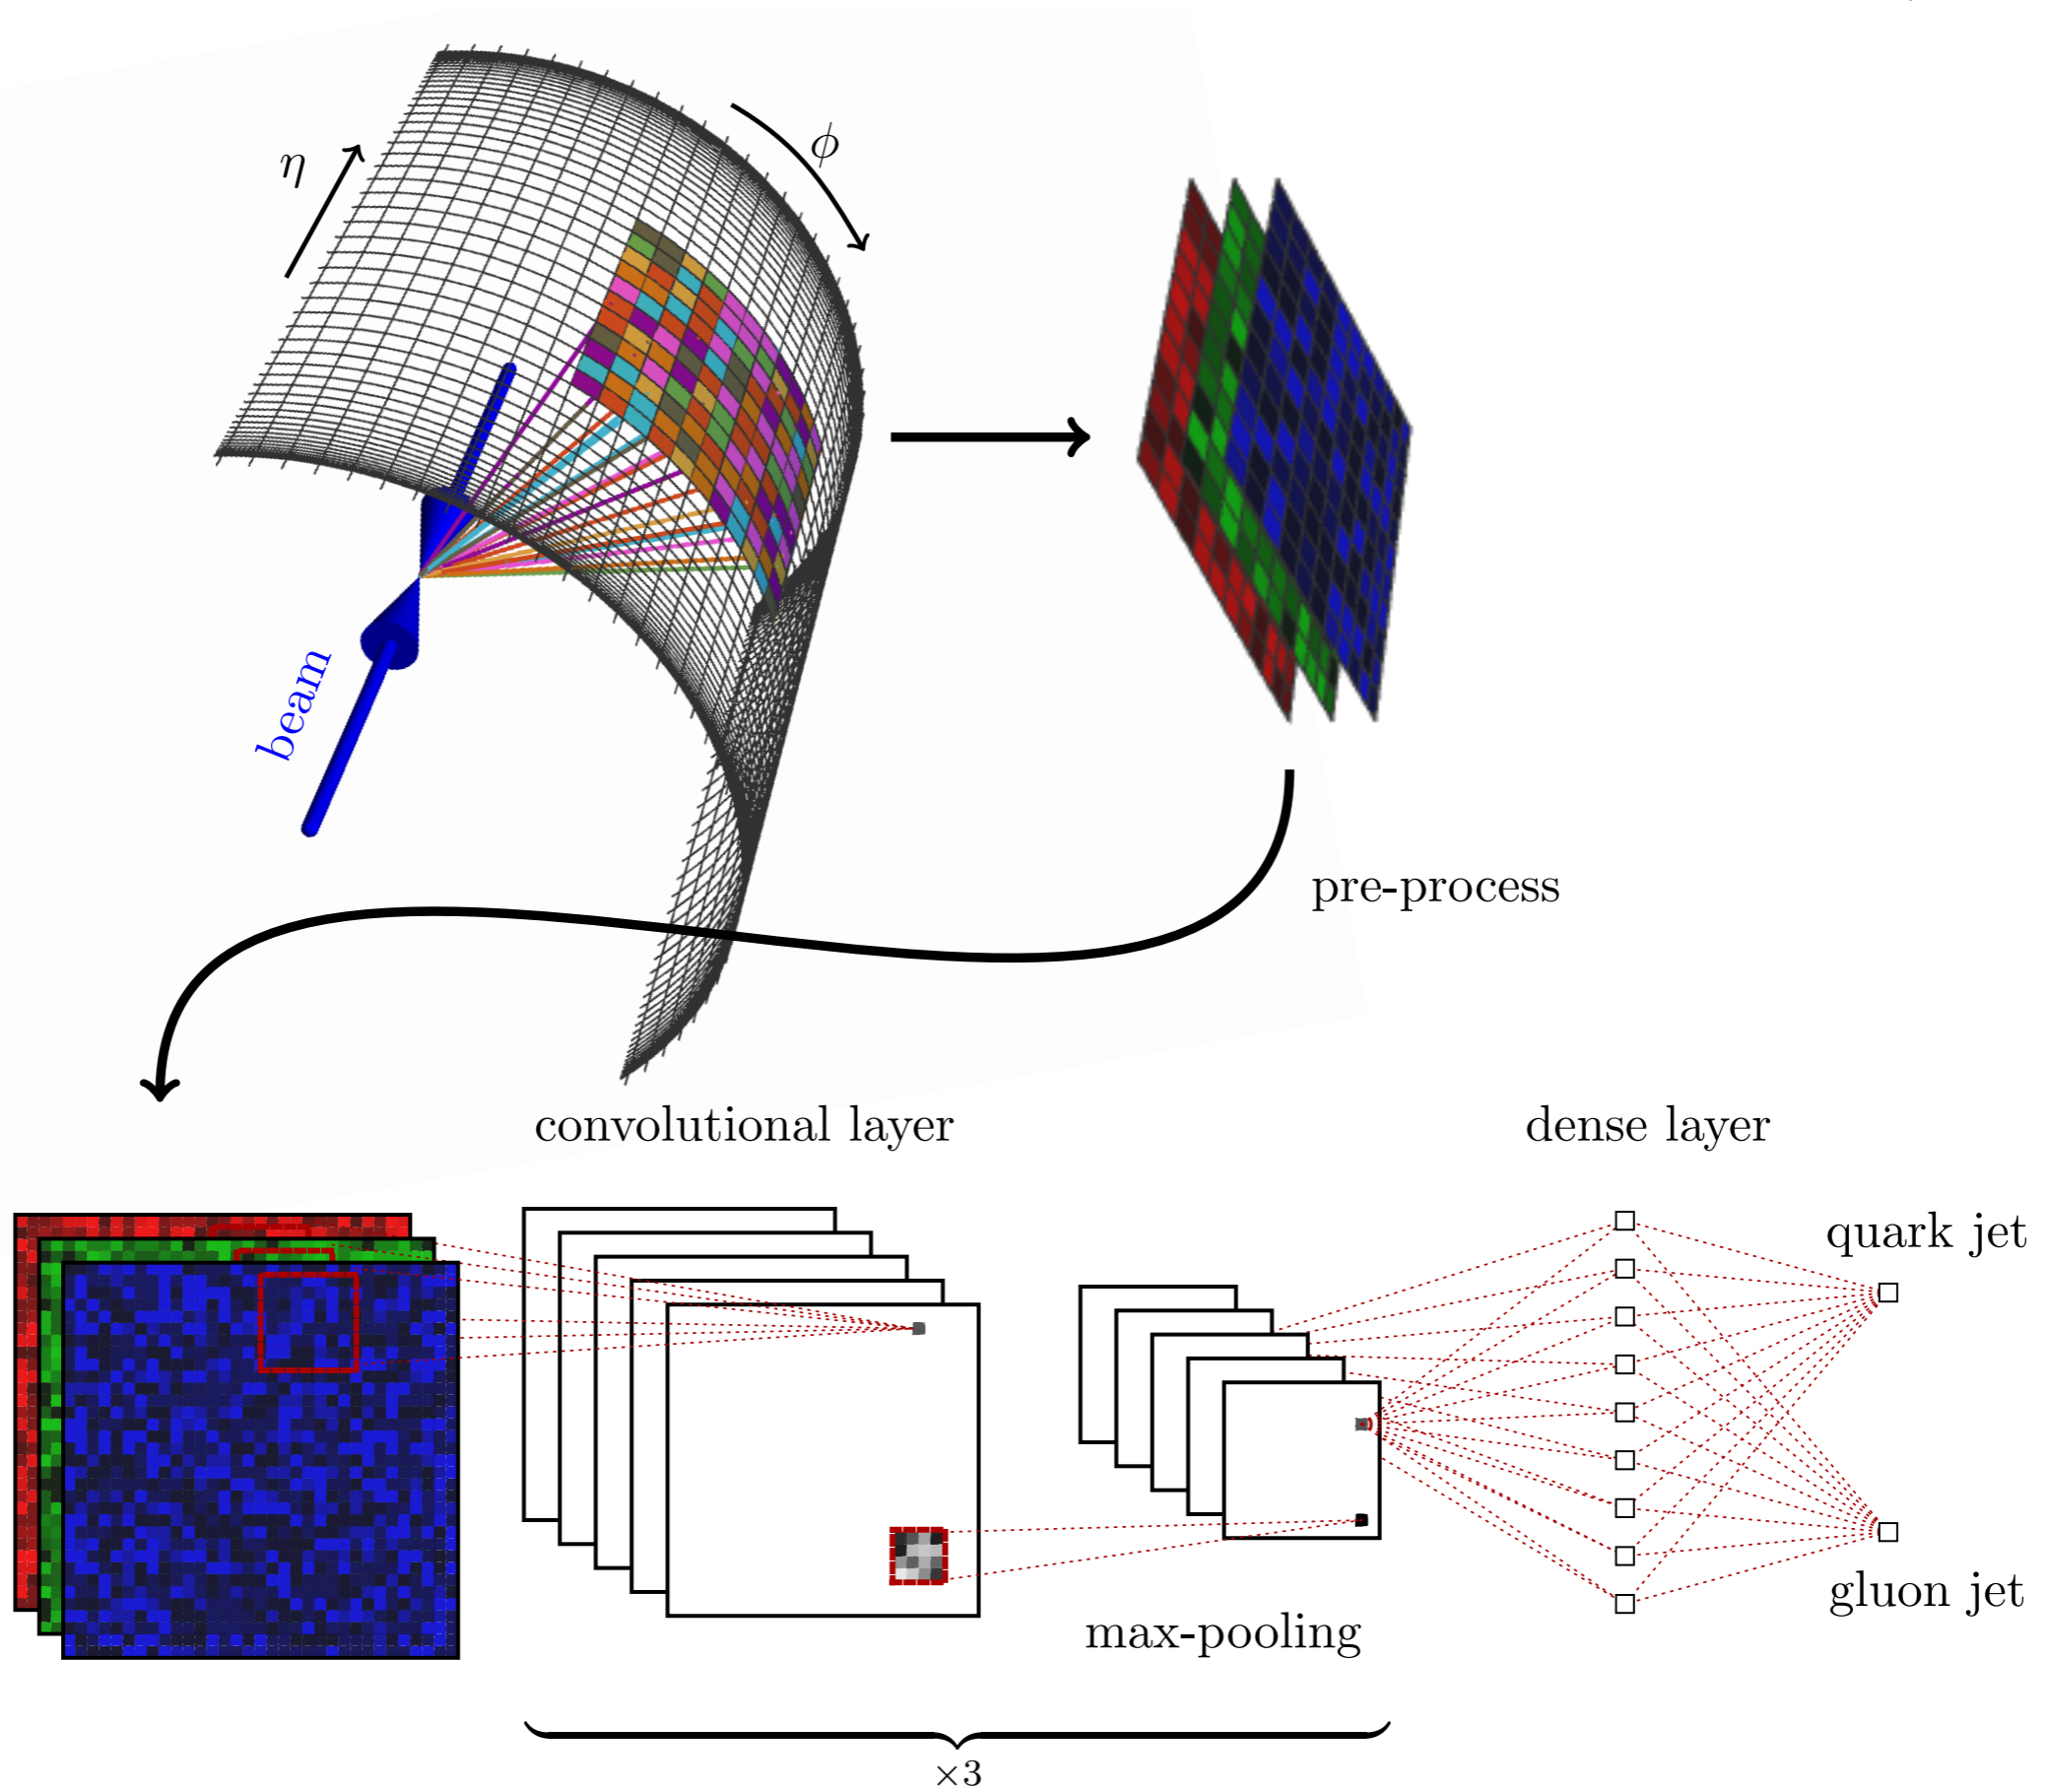 η
ϕ
beam
pre-process
convolutional layer
dense layer
quark jet
gluon jet
max-pooling
×3